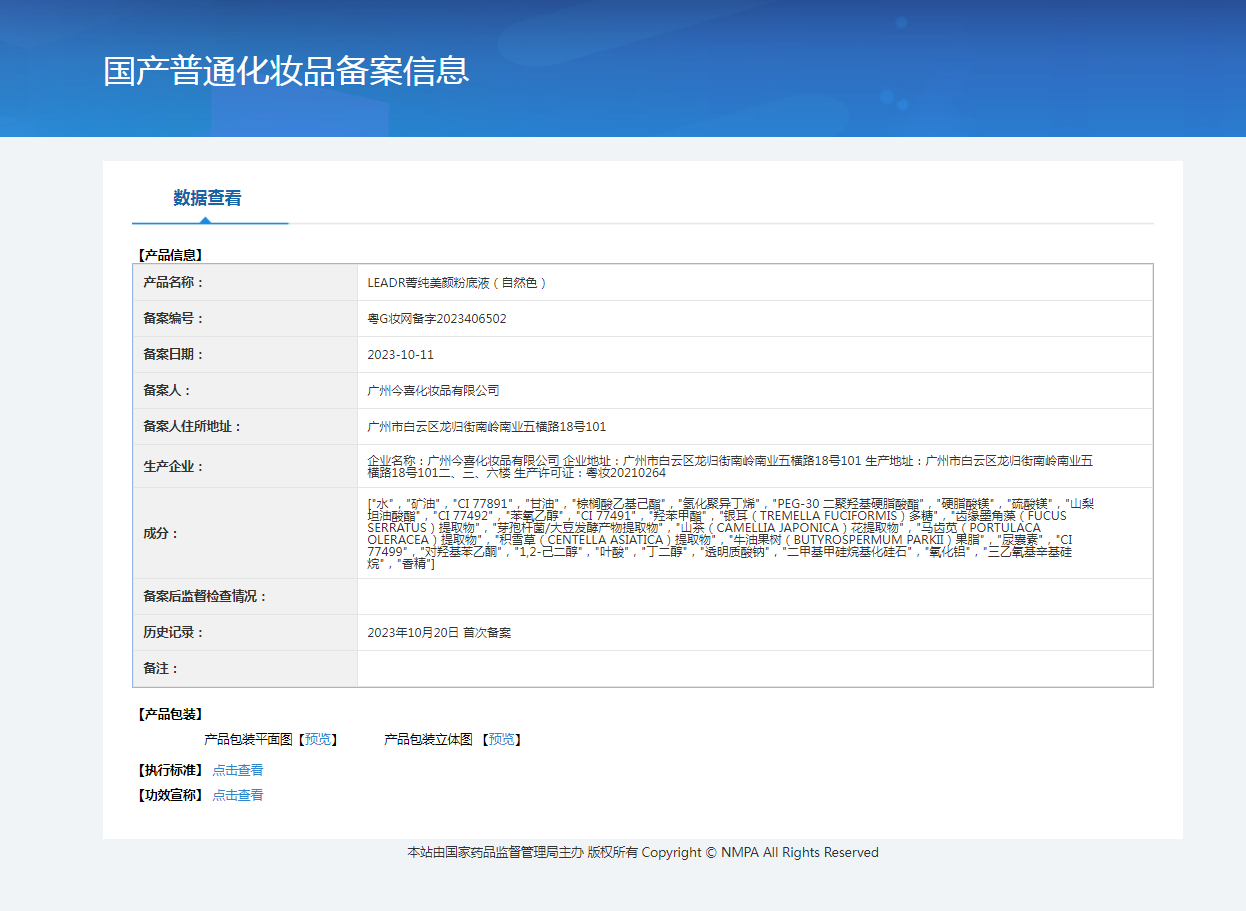 国产普通化妆品备案信息
数据查看
【产品信息】
产品名称： LEADR菁纯美颜粉底液（自然色）
备案编号： 粤G妆网备字2023406502
备案日期： 2023-10-11
备案人： 广州今喜化妆品有限公司
备案人住所地址： 广州市白云区龙归街南岭南业五横路18号101
生产企业： 企业名称：广州今喜化妆品有限公司 企业地址：广州市白云区龙归街南岭南业五横路18号101 生产地址：广州市白云区龙归街南岭南业五
横路18号101二、三、六楼 生产许可证：粤妆20210264
成分：
["水"，"矿油"，"CI 77891"，"甘油"，"棕榈酸乙基己酯"，"氢化聚异丁烯"，"PEG-30 二聚羟基硬脂酸酯"，"硬脂酸镁"，"硫酸镁"，"山梨
坦油酸酯"，"CI 77492"，"苯氧乙醇"，"CI 77491"，"羟苯甲酯"，"银耳（TREMELLA FUCIFORMIS）多糖"，"齿缘墨角藻（FUCUS
SERRATUS）提取物"，"芽孢杆菌/大豆发酵产物提取物"，"山茶（CAMELLIA JAPONICA）花提取物"，"马齿苋（PORTULACA
OLERACEA）提取物"，"积雪草（CENTELLA ASIATICA）提取物"，"牛油果树（BUTYROSPERMUM PARKII）果脂"，"尿囊素"，"CI
77499"，"对羟基苯乙酮"，"1,2-己二醇"，"叶酸"，"丁二醇"，"透明质酸钠"，"二甲基甲硅烷基化硅石"，"氧化铝"，"三乙氧基辛基硅
烷"，"香精"]
备案后监督检查情况：
历史记录： 2023年10月20日 首次备案
备注：
【产品包装】
产品包装平面图【预览】 产品包装立体图 【预览】
【执行标准】 点击查看
【功效宣称】 点击查看
本站由国家药品监督管理局主办 版权所有 Copyright © NMPA All Rights Reserved